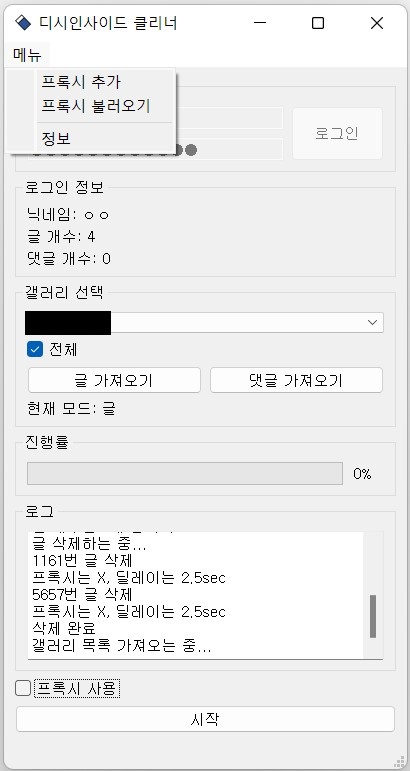 디시인사이드 클리너
메뉴
프록시 추가
프록시 불러오기
정보
로그인
로그인 정보
닉네임: ㅇㅇ
글 개수: 4
댓글 개수: 0
갤러리 선택
전체
글 가져오기
댓글 가져오기
현재 모드: 글
진행률
0%
로그
글 삭제하는 중...
1161번 글 삭제
프록시는 X, 딜레이는 2.5sec
5657번 글 삭제
프록시는 X, 딜레이는 2.5sec
삭제 완료
갤러리 목록 가져오는 중...
프록시 사용
시작